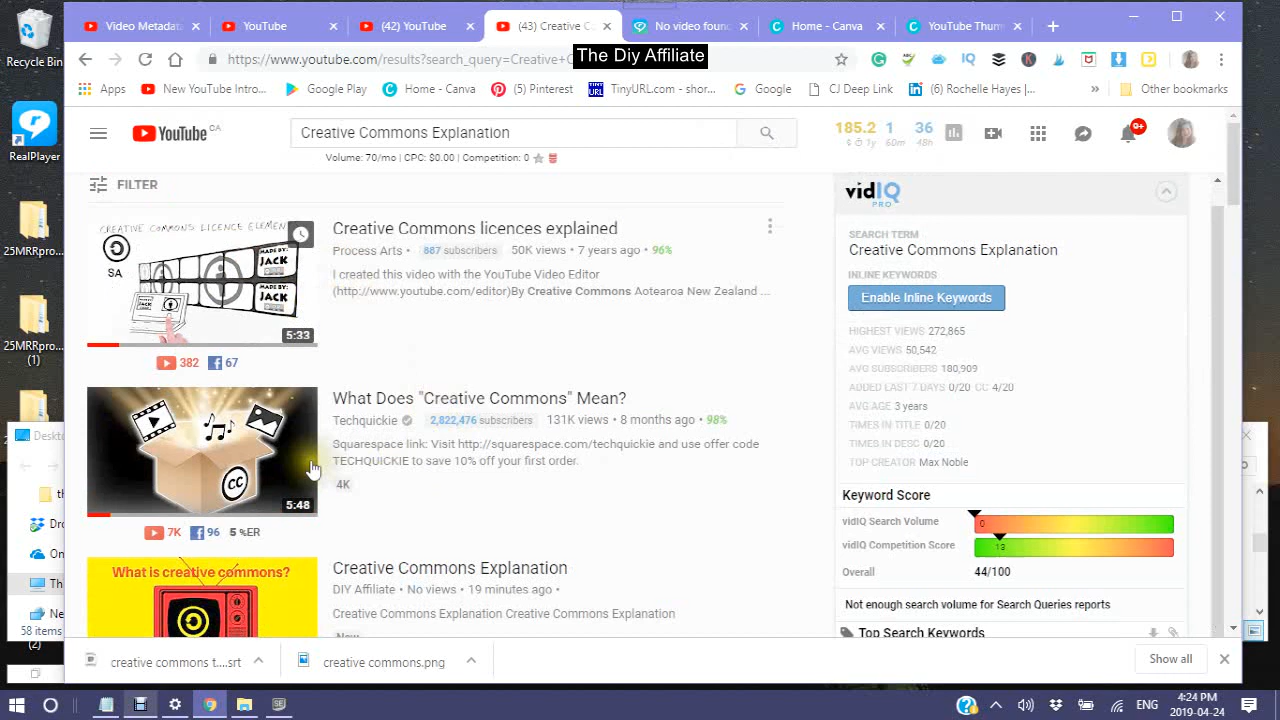 Recycle Bin
RealPlayer
25MRRpro
25MRRpro
(1)
Desktop
58 items
(2)
Video Metadat
YouTube
(42) YouTube
(43) Creative C
No video foun
Home - Canva
YouTube Thum
The Diy Affiliate
https://www.youtube.com/results?search_query=Creative+C
Apps
New YouTube Intro...
Google Play
Home - Canva
(5) Pinterest
TinyURL.com - shor...
Google
CJ Deep Link
(6) Rochelle Hayes |...
Other bookmarks
YouTube CA
Creative Commons Explanation
Volume: 70/mo | CPC: $0.00 | Competition: 0
185.2 1 36
1y 60m 48h
9+
FILTER
CREATIVE COMMONS LICENCE ELEMEN
SA
MADE BY: JACK
MADE BY: JACK
5:33
382 67
Creative Commons licences explained
Process Arts • 887 subscribers • 50K views • 7 years ago • 96%
I created this video with the YouTube Video Editor
(http://www.youtube.com/editor)By Creative Commons Aotearoa New Zealand ...
cc
5:48
7K 96 5 %ER
What Does "Creative Commons" Mean?
Techquickie 2,822,476 subscribers 131K views • 8 months ago • 98%
Squarespace link: Visit http://squarespace.com/techquickie and use offer code
TECHQUICKIE to save 10% off your first order.
4K
What is creative commons?
Creative Commons Explanation
DIY Affiliate • No views • 19 minutes ago •
Creative Commons Explanation Creative Commons Explanation
New
vidIQ
PRO
SEARCH TERM
Creative Commons Explanation
INLINE KEYWORDS
Enable Inline Keywords
HIGHEST VIEWS 272,865
AVG VIEWS 50,542
AVG SUBSCRIBERS 180,909
ADDED LAST 7 DAYS 0/20 CC 4/20
AVG AGE 3 years
TIMES IN TITLE 0/20
TIMES IN DESC 0/20
TOP CREATOR Max Noble
Keyword Score
vidIQ Search Volume 0
vidIQ Competition Score 13
Overall 44/100
Not enough search volume for Search Queries reports
Top Search Keywords
creative commons t....srt
creative commons.png
Show all
ENG
4:24 PM
2019-04-24